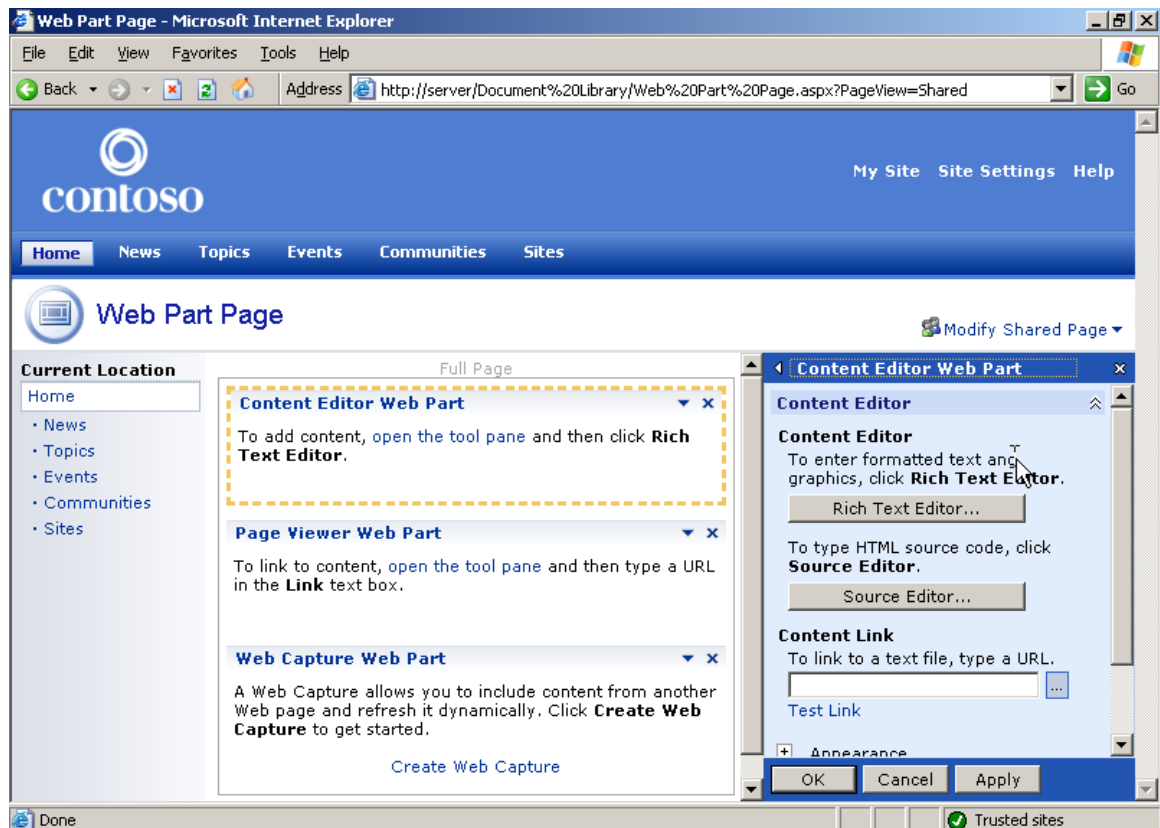 Web Part Page - Microsoft Internet Explorer
File Edit View Favorites Tools Help
Back Address http://server/Document%20Library/Web%20Part%20Page.aspx?PageView=Shared Go
contoso
My Site Site Settings Help
Home News Topics Events Communities Sites
Web Part Page
Modify Shared Page
Current Location
Home
News
Topics
Events
Communities
Sites
Full Page
Content Editor Web Part
To add content, open the tool pane and then click Rich
Text Editor.
Page Viewer Web Part
To link to content, open the tool pane and then type a URL
in the Link text box.
Web Capture Web Part
A Web Capture allows you to include content from another
Web page and refresh it dynamically. Click Create Web
Capture to get started.
Create Web Capture
Content Editor Web Part
Content Editor
Content Editor
To enter formatted text and
graphics, click Rich Text Editor.
Rich Text Editor...
To type HTML source code, click
Source Editor.
Source Editor...
Content Link
To link to a text file, type a URL.
...
Test Link
Appearance
OK Cancel Apply
Done Trusted sites